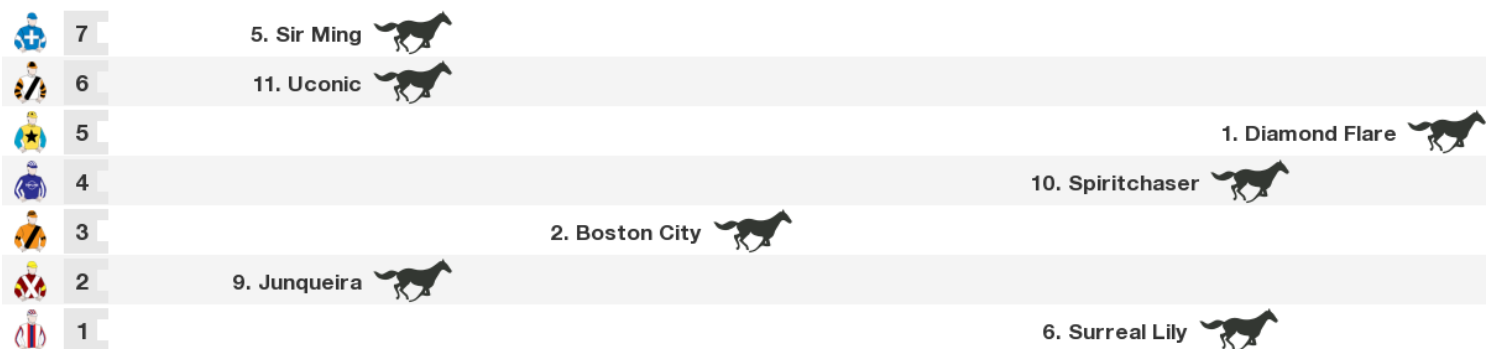 7 5. Sir Ming
6 11. Uconic
5 1. Diamond Flare
4 10. Spiritchaser
3 2. Boston City
2 9. Junqueira
1 6. Surreal Lily